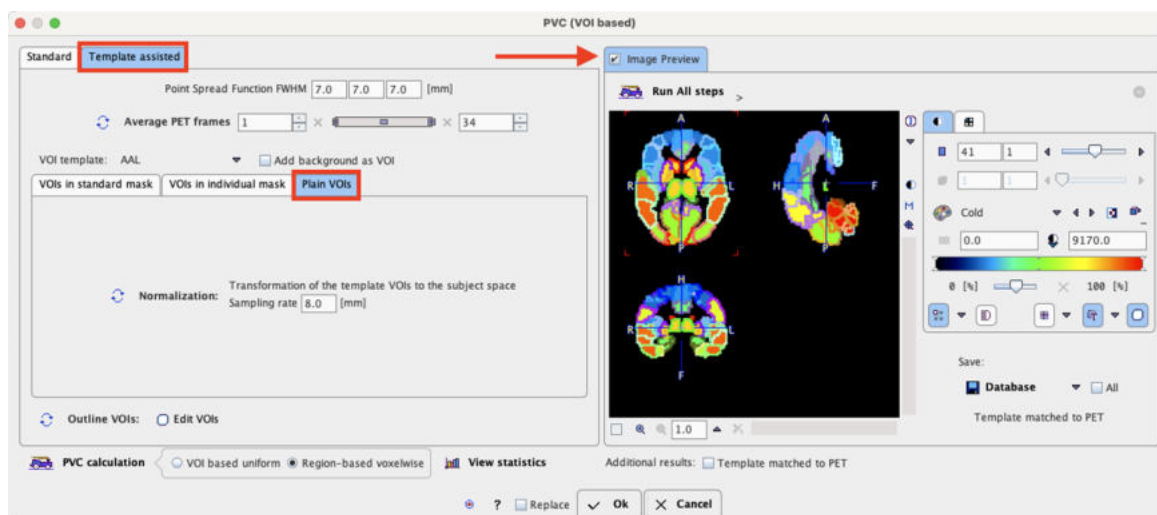 PVC (VOI based)
Standard
Template assisted
Point Spread Function FWHM 7.0 7.0 7.0 [mm]
Average PET frames 1 34
VOI template: AAL Add background as VOI
VOIs in standard mask VOIs in individual mask Plain VOIs
Normalization: Transformation of the template VOIs to the subject space
Sampling rate 8.0 [mm]
Outline VOIs: Edit VOIs
PVC calculation VOI based uniform Region-based voxelwise View statistics
Image Preview
Run All steps >
A A
R L H F
P P
H
R L
F
1.0
M
41 1
1 1
Cold
0.0 9170.0
0 [%] 100 [%]
Save:
Database All
Template matched to PET
Additional results: Template matched to PET
? Replace Ok Cancel